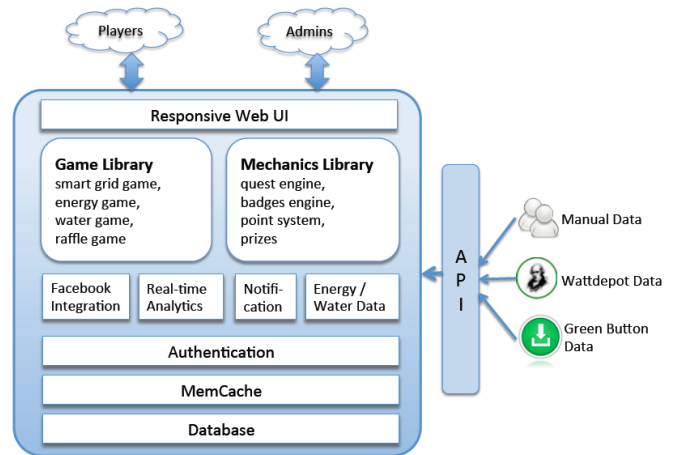 Players
Admins
Responsive Web UI
Game Library
smart grid game,
energy game,
water game,
raffle game
Mechanics Library
quest engine,
badges engine,
point system,
prizes
Facebook
Integration
Real-time
Analytics
Notifi-
cation
Energy /
Water Data
Authentication
MemCache
Database
A
P
I
Manual Data
Wattdepot Data
Green Button
Data